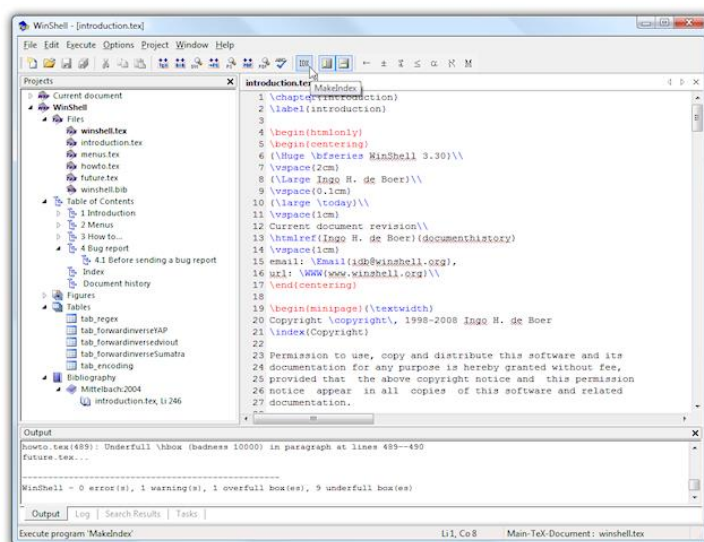 WinShell - [introduction.tex]
File Edit Execute Options Project Window Help
Projects
Current document
WinShell
Files
winshell.tex
introduction.tex
menus.tex
howto.tex
future.tex
winshell.bib
Table of Contents
1 Introduction
2 Menus
3 How to...
4 Bug report
4.1 Before sending a bug report
Index
Document history
Figures
Tables
tab_regex
tab_forwardinverseYAP
tab_forwardinversedviout
tab_forwardinverseSumatra
tab_encoding
Bibliography
Mittelbach:2004
introduction.tex, Li 246
introduction.tex
MakeIndex
1 \chapter{introduction}
2 \label{introduction}
3
4 \begin{htmlonly}
5 \begin{centering}
6 {\Huge \bfseries WinShell 3.30}\\
7 \vspace{2cm}
8 {\Large Ingo H. de Boer}\\
9 \vspace{0.1cm}
10 {\large \today}\\
11 \vspace{1cm}
12 Current document revision\\
13 \htmlref{Ingo H. de Boer}{documenthistory}
14 \vspace{1cm}
15 email: \Email{idb@winshell.org},
16 url: \WWW{www.winshell.org}\\
17 \end{centering}
18
19 \begin{minipage}{\textwidth}
20 Copyright \copyright\, 1998-2008 Ingo H. de Boer
21 \index{Copyright}
22
23 Permission to use, copy and distribute this software and its
24 documentation for any purpose is hereby granted without fee,
25 provided that the above copyright notice and this permission
26 notice appear in all copies of this software and related
27 documentation.
Output
howto.tex(489): Underfull \hbox (badness 10000) in paragraph at lines 489--490
future.tex...
WinShell - 0 error(s), 1 warning(s), 1 overfull box(es), 9 underfull box(es)
Output Log Search Results Tasks
Execute program 'MakeIndex' Li 1, Co 8 Main-TeX-Document : winshell.tex